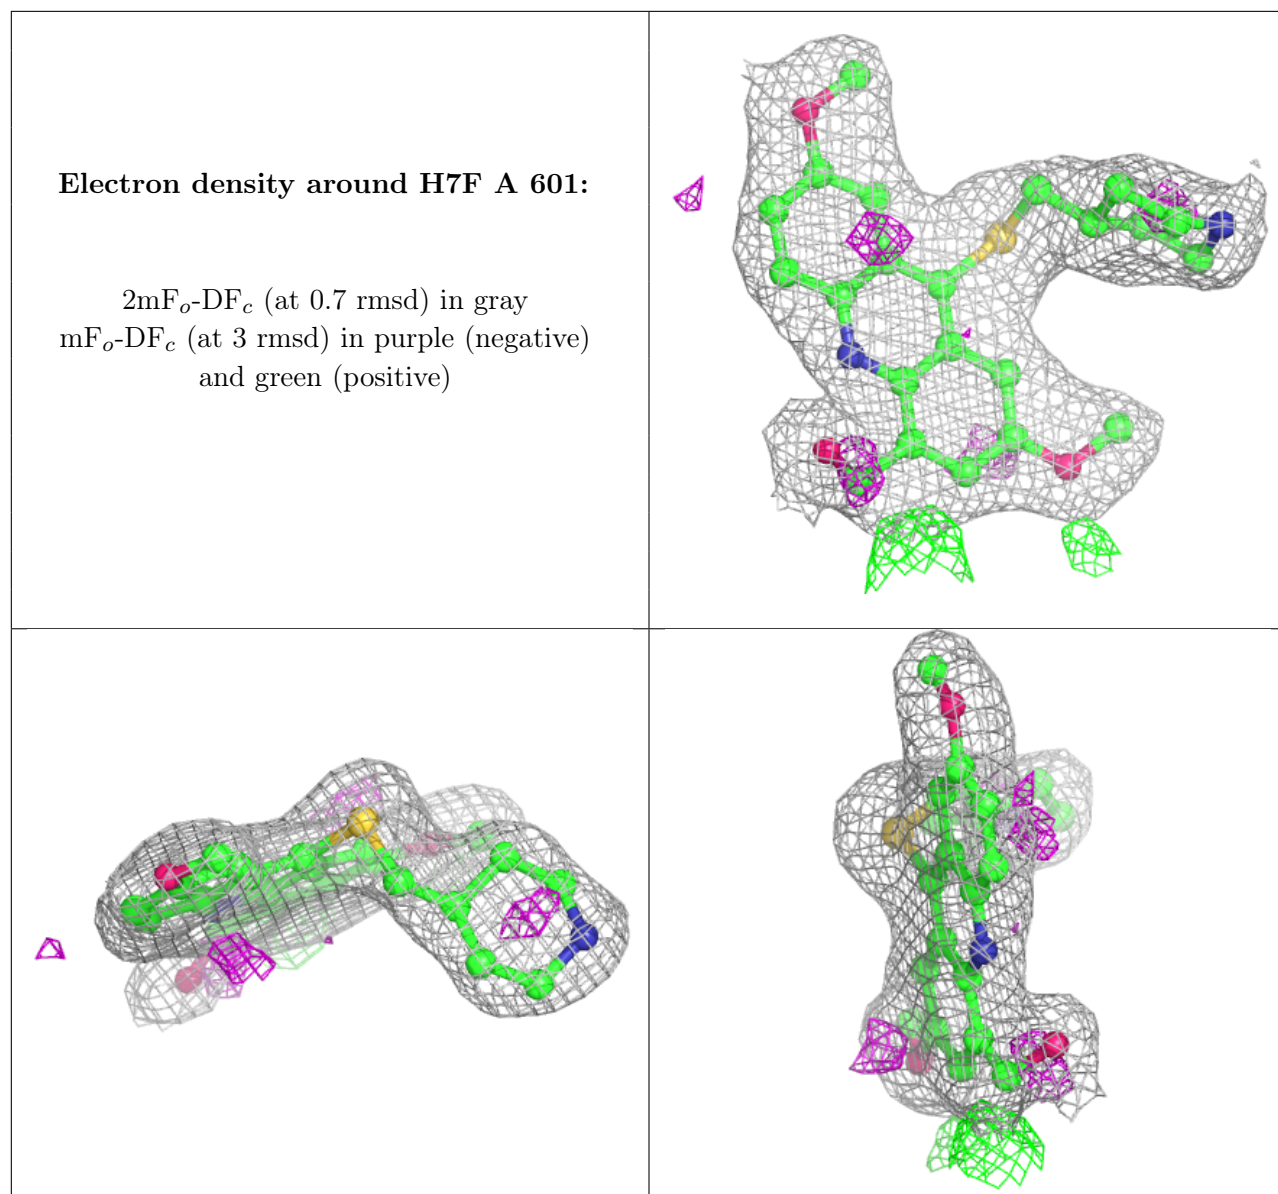 Electron density around H7F A 601:
2mFo-DFc (at 0.7 rmsd) in gray
mFo-DFc (at 3 rmsd) in purple (negative)
and green (positive)